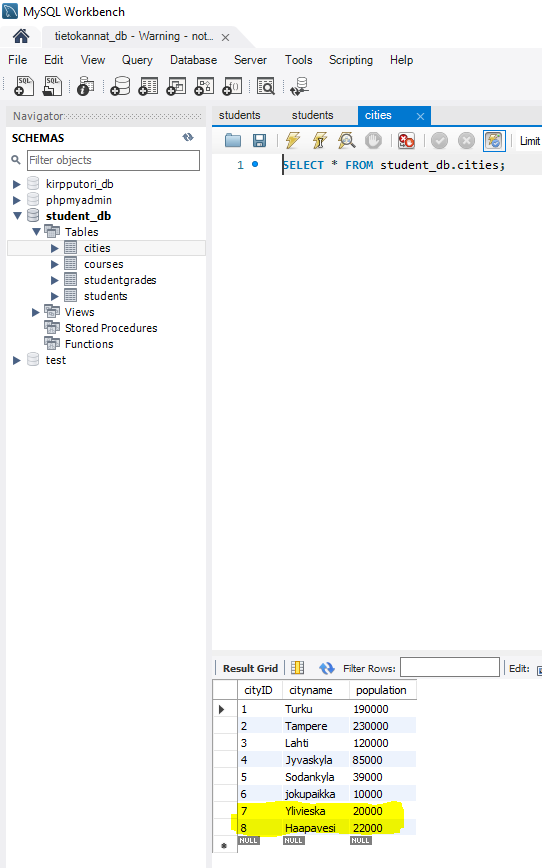 MySQL Workbench
tietokannat_db - Warning - not... ×
File Edit View Query Database Server Tools Scripting Help
SQL SQL
Navigator
SCHEMAS
Filter objects
kirpputori_db
phpmyadmin
student_db
Tables
cities
courses
studentgrades
students
Views
Stored Procedures
Functions
test
students students cities ×
Limit
1 SELECT * FROM student_db.cities;
Result Grid Filter Rows: Edit:
cityID cityname population
1 Turku 190000
2 Tampere 230000
3 Lahti 120000
4 Jyvaskyla 85000
5 Sodankyla 39000
6 jokupaikka 10000
7 Ylivieska 20000
8 Haapavesi 22000
NULL NULL NULL